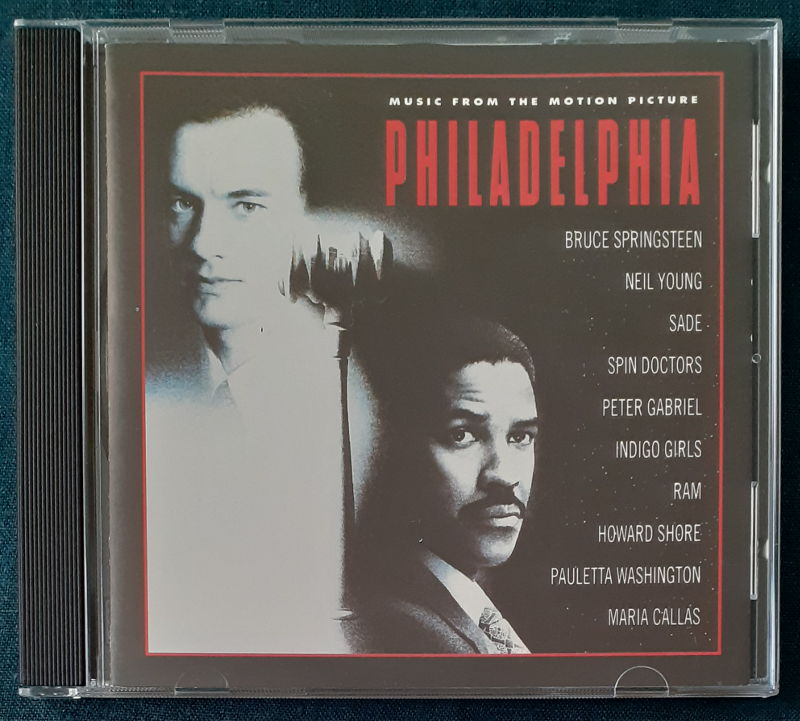 MUSIC FROM THE MOTION PICTURE
PHILADELPHIA
BRUCE SPRINGSTEEN
NEIL YOUNG
SADE
SPIN DOCTORS
PETER GABRIEL
INDIGO GIRLS
RAM
HOWARD SHORE
PAULETTA WASHINGTON
MARIA CALLAS